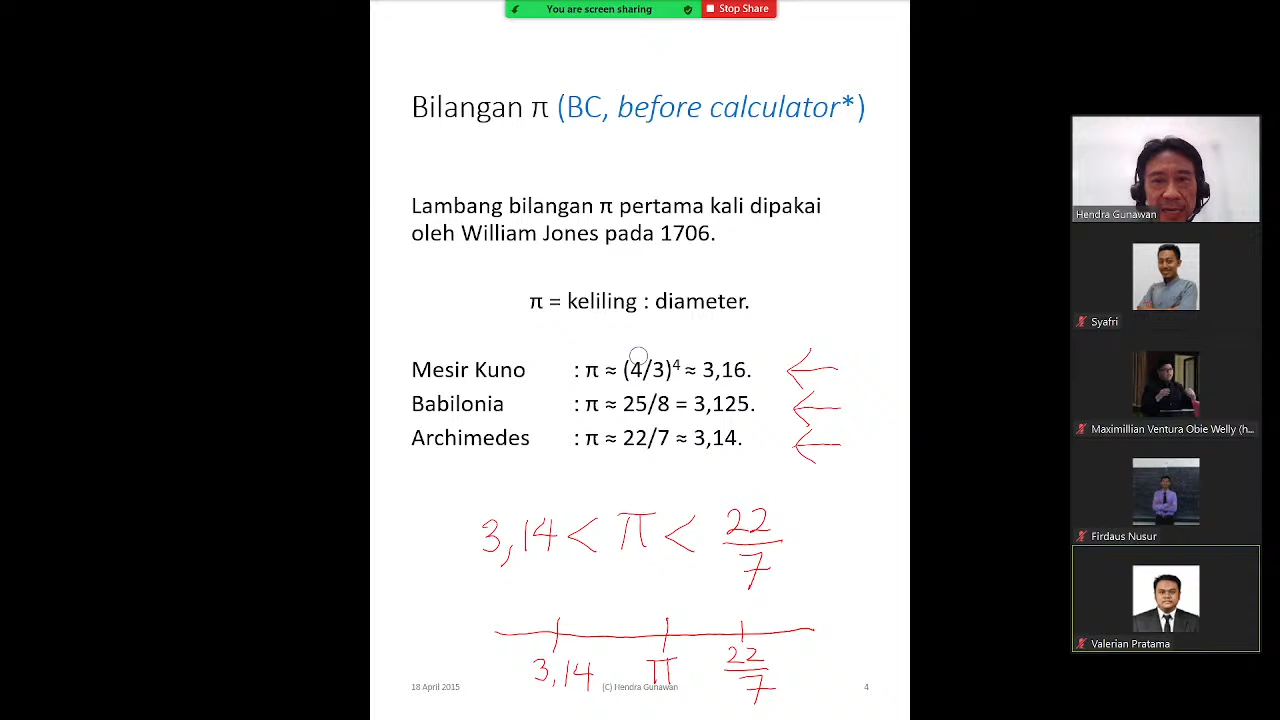 You are screen sharing
Stop Share
Bilangan π (BC, before calculator*)
Lambang bilangan π pertama kali dipakai
oleh William Jones pada 1706.
π = keliling : diameter.
Mesir Kuno : π ≈ (4/3)⁴ ≈ 3,16.
Babilonia : π ≈ 25/8 = 3,125.
Archimedes : π ≈ 22/7 ≈ 3,14.
3,14 < π < 22/7
3,14 π 22/7
18 April 2015 (C) Hendra Gunawan 4
Hendra Gunawan
Syafri
Maximillian Ventura Obie Welly (h...
Firdaus Nusur
Valerian Pratama